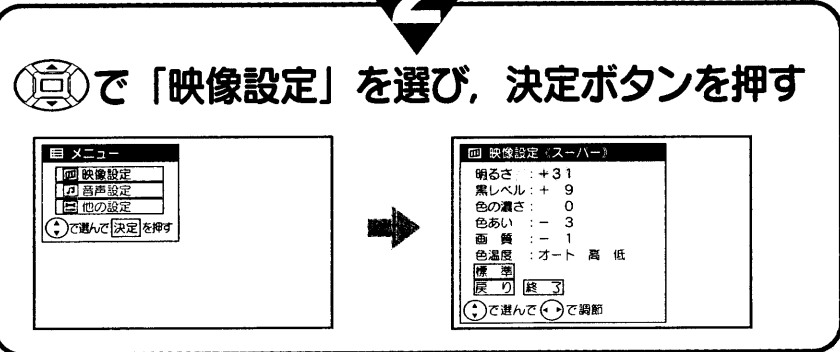 2
で「映像設定」を選び，決定ボタンを押す
メニュー
映像設定
音声設定
他の設定
で選んで決定を押す
映像設定《スーパー》
明るさ :+31
黒レベル:+ 9
色の濃さ: 0
色あい :− 3
画 質 :− 1
色温度 :オート 高 低
標 準
戻 り 終 了
で選んで で調節